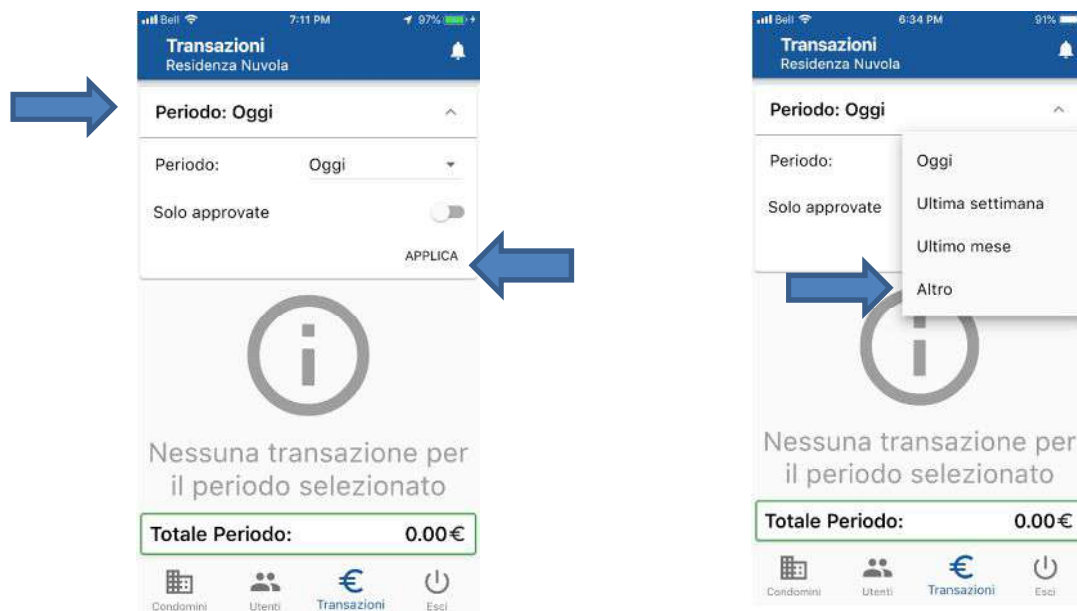 Bell 7:11 PM 97%
Transazioni
Residenza Nuvola
Periodo: Oggi
Periodo: Oggi
Solo approvate
APPLICA
Nessuna transazione per
il periodo selezionato
Totale Periodo: 0.00€
Condomini Utenti Transazioni Esci
Bell 6:34 PM 91%
Transazioni
Residenza Nuvola
Periodo: Oggi
Periodo: Oggi
Ultima settimana
Solo approvate
Ultimo mese
Altro
Nessuna transazione per
il periodo selezionato
Totale Periodo: 0.00€
Condomini Utenti Transazioni Esci